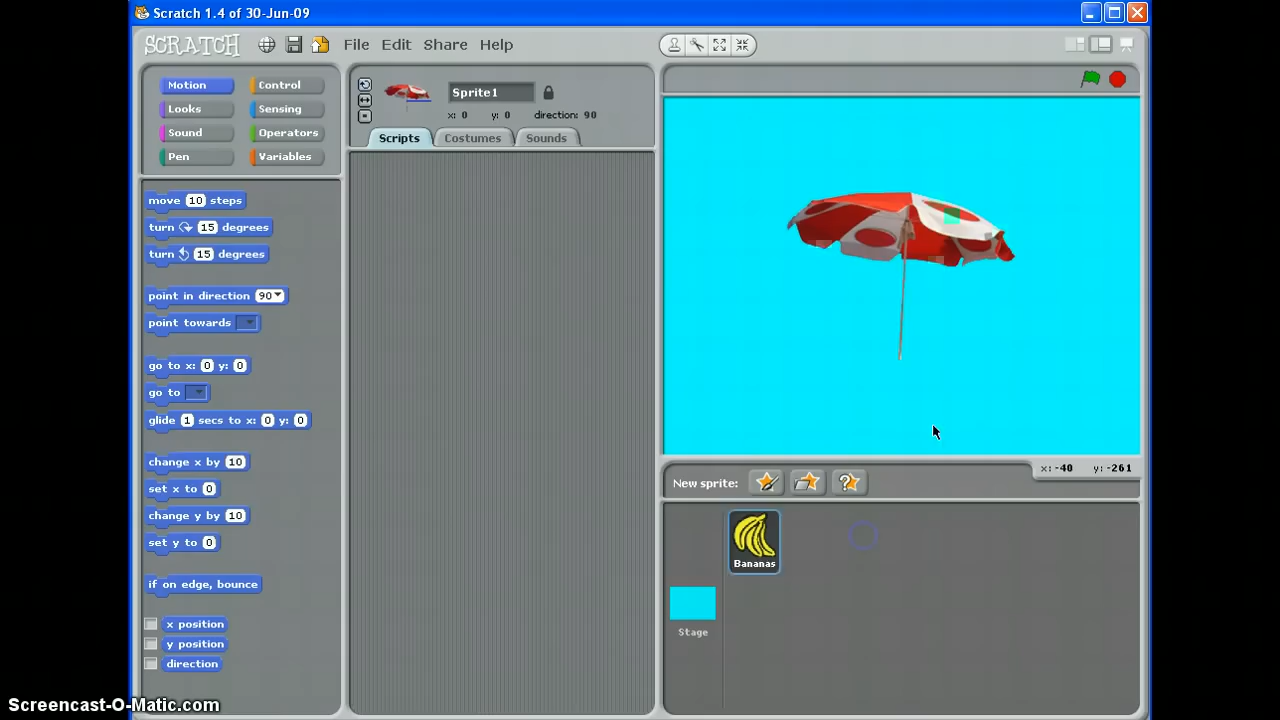 Scratch 1.4 of 30-Jun-09
SCRATCH File Edit Share Help
Motion Control
Looks Sensing
Sound Operators
Pen Variables
Sprite1
x: 0 y: 0 direction: 90
Scripts Costumes Sounds
move 10 steps
turn 15 degrees
turn 15 degrees
point in direction 90
point towards
go to x: 0 y: 0
go to
glide 1 secs to x: 0 y: 0
change x by 10
set x to 0
change y by 10
set y to 0
if on edge, bounce
x position
y position
direction
x: -40 y: -261
New sprite:
Bananas
Stage
Screencast-O-Matic.com